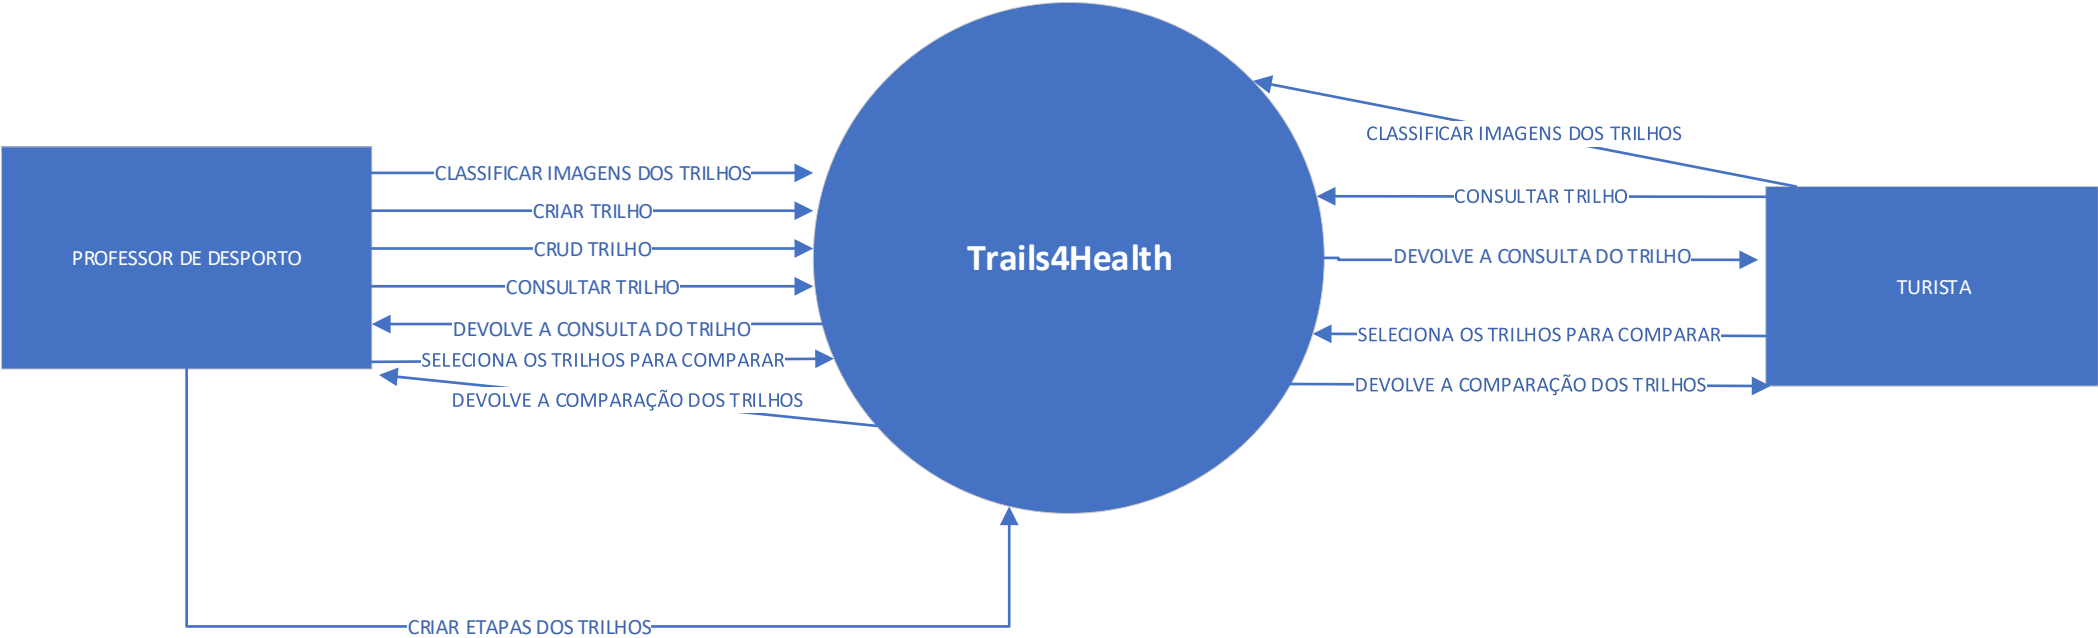 PROFESSOR DE DESPORTO
CLASSIFICAR IMAGENS DOS TRILHOS
CRIAR TRILHO
CRUD TRILHO
CONSULTAR TRILHO
DEVOLVE A CONSULTA DO TRILHO
SELECIONA OS TRILHOS PARA COMPARAR
DEVOLVE A COMPARAÇÃO DOS TRILHOS
CRIAR ETAPAS DOS TRILHOS
Trails4Health
CLASSIFICAR IMAGENS DOS TRILHOS
CONSULTAR TRILHO
DEVOLVE A CONSULTA DO TRILHO
SELECIONA OS TRILHOS PARA COMPARAR
DEVOLVE A COMPARAÇÃO DOS TRILHOS
TURISTA